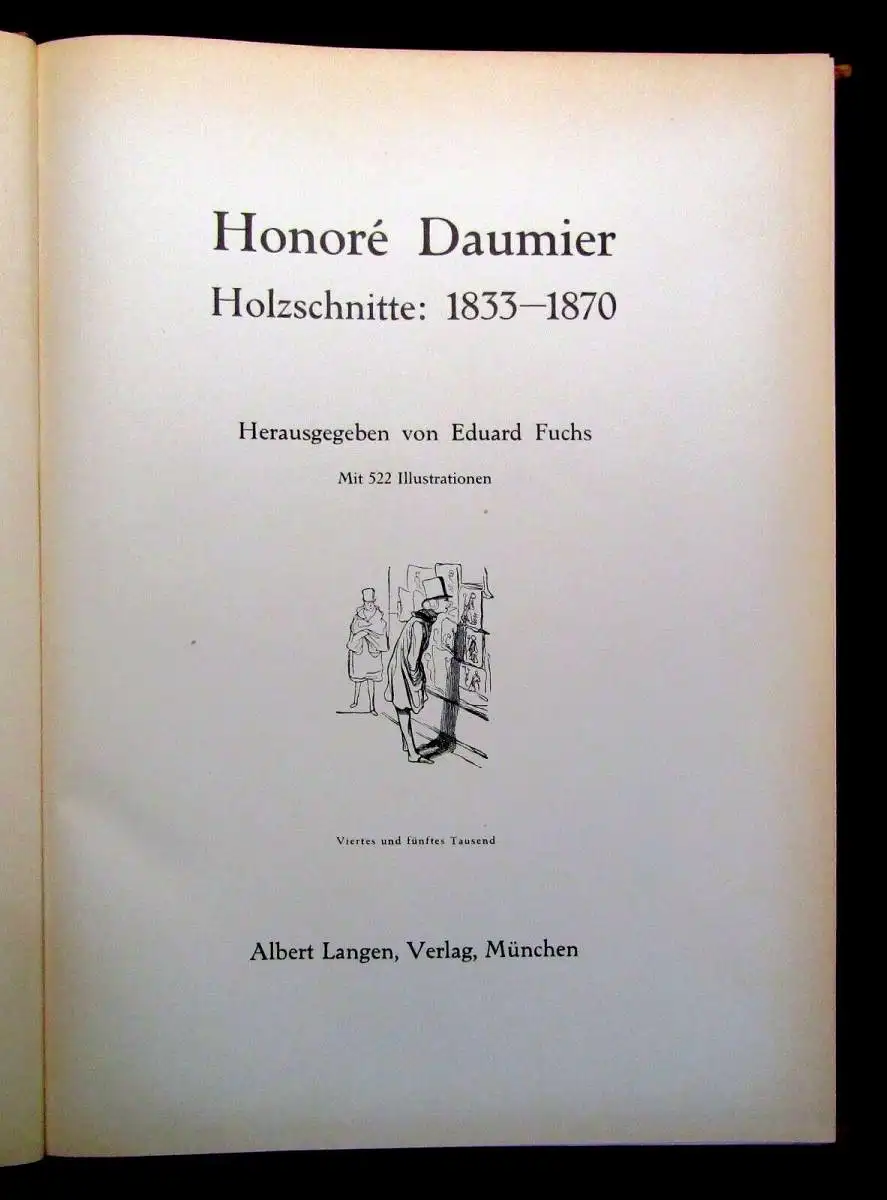 Honoré Daumier
Holzschnitte: 1833—1870
Herausgegeben von Eduard Fuchs
Mit 522 Illustrationen
Viertes und fünftes Tausend
Albert Langen, Verlag, München